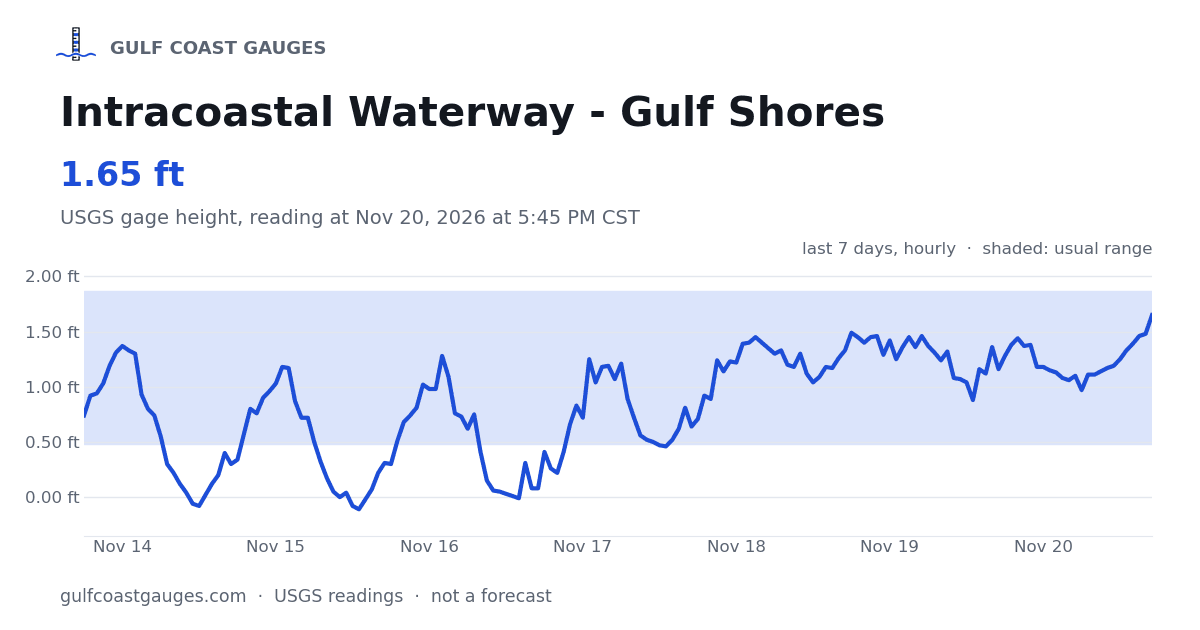 GULF COAST GAUGES
Intracoastal Waterway - Gulf Shores
1.65 ft
USGS gage height, reading at Nov 20, 2026 at 5:45 PM CST
last 7 days, hourly · shaded: usual range
2.00 ft
1.50 ft
1.00 ft
0.50 ft
0.00 ft
Nov 14 Nov 15 Nov 16 Nov 17 Nov 18 Nov 19 Nov 20
gulfcoastgauges.com · USGS readings · not a forecast